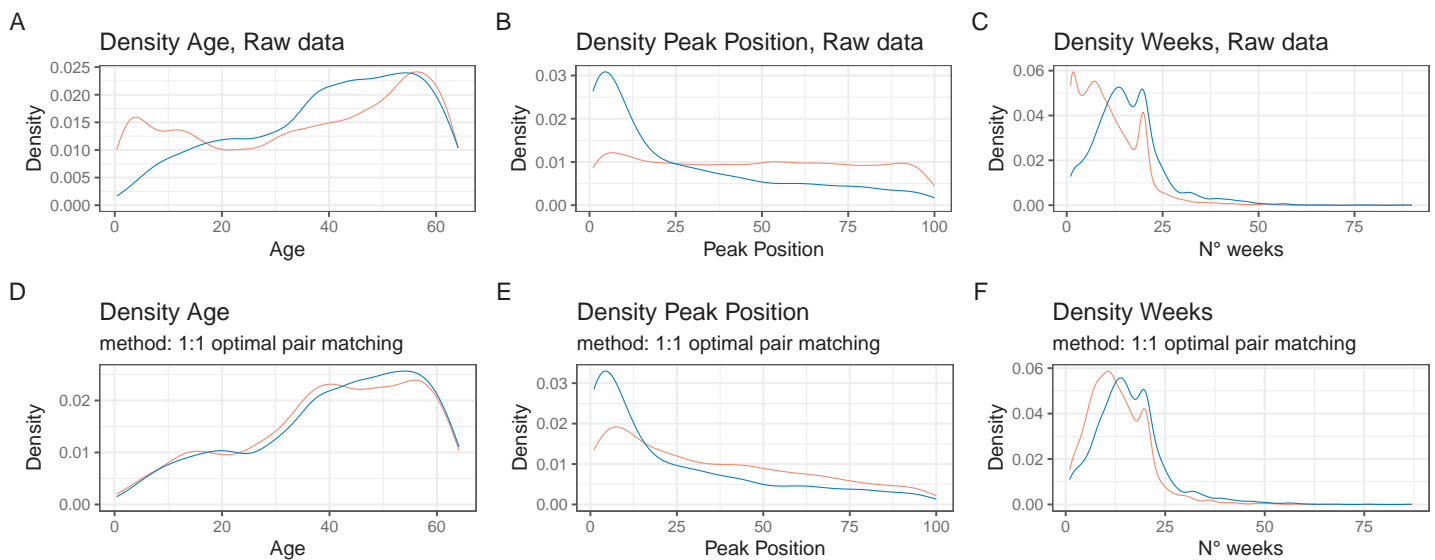 A
Density Age, Raw data
0.025
0.020
0.015
0.010
0.005
0.000
Density
0
20
40
60
Age
B
Density Peak Position, Raw data
0.03
0.02
0.01
0.00
Density
0
25
50
75
100
Peak Position
C
Density Weeks, Raw data
0.06
0.04
0.02
0.00
Density
0
25
50
75
N° weeks
D
Density Age
method: 1:1 optimal pair matching
0.02
0.01
0.00
Density
0
20
40
60
Age
E
Density Peak Position
method: 1:1 optimal pair matching
0.03
0.02
0.01
0.00
Density
0
25
50
75
100
Peak Position
F
Density Weeks
method: 1:1 optimal pair matching
0.06
0.04
0.02
0.00
Density
0
25
50
75
N° weeks